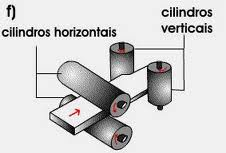 f)
cilindros horizontais
cilindros
verticais